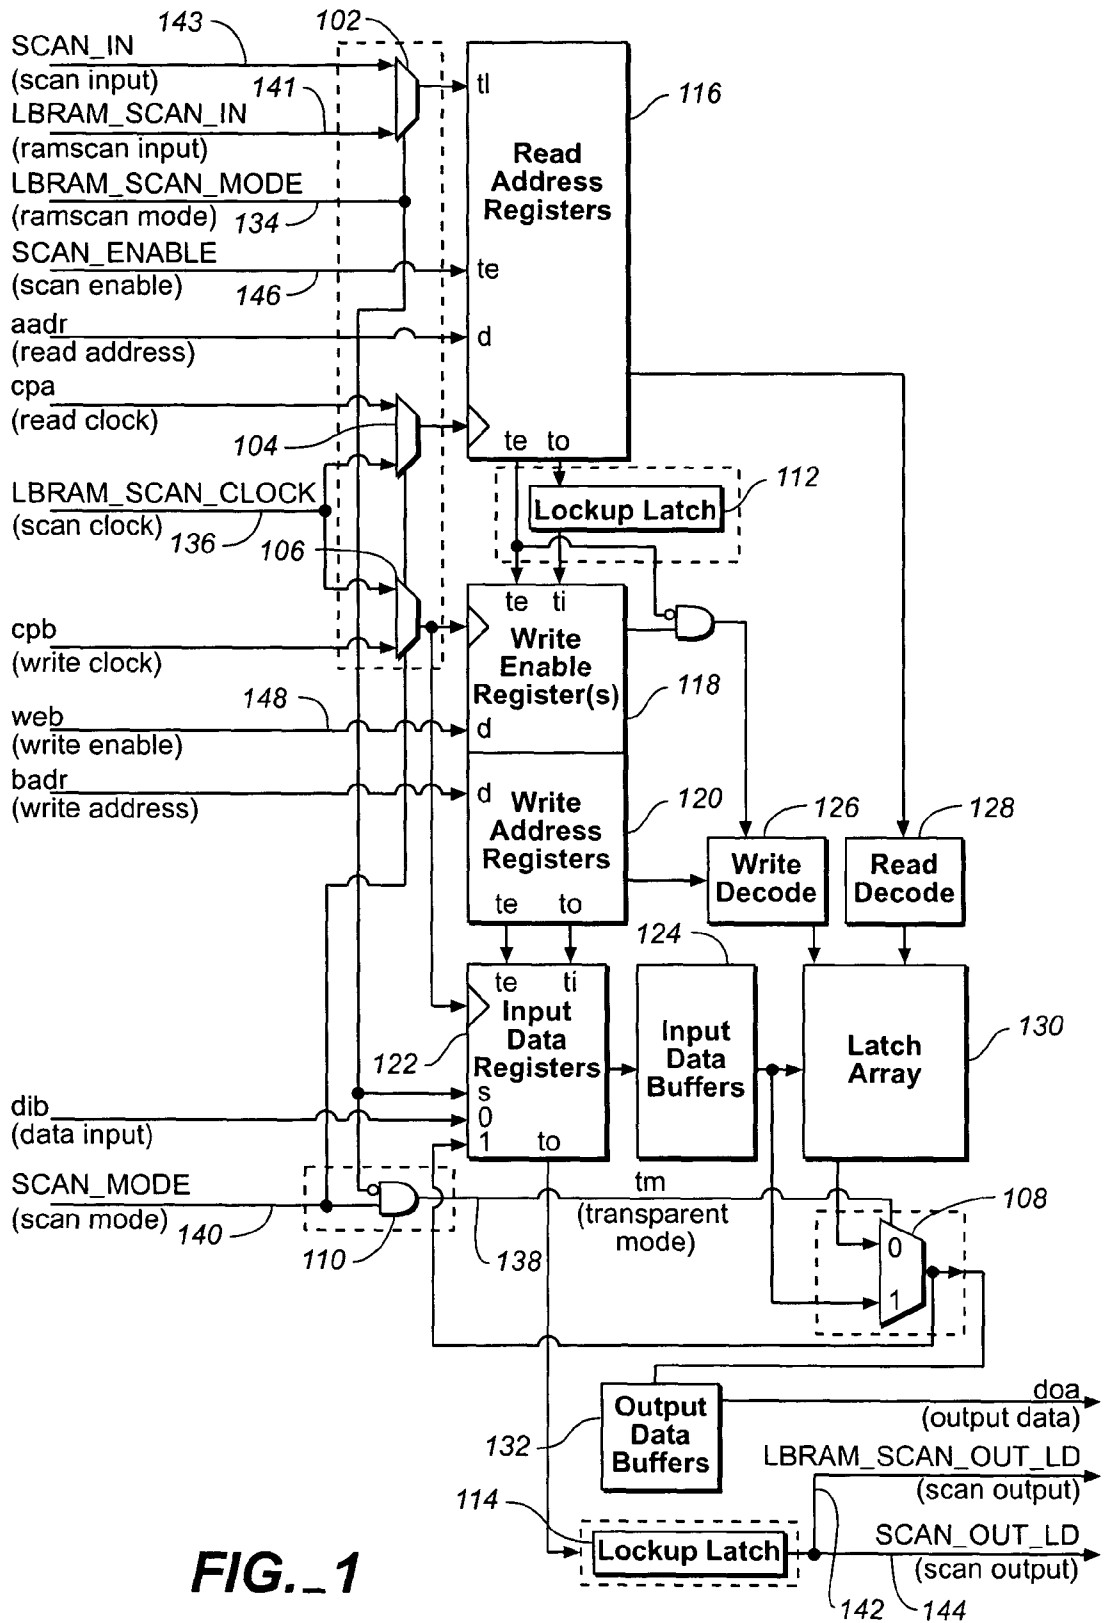 SCAN_IN
(scan input)
143
102
141
LBRAM_SCAN_IN
(ramscan input)
LBRAM_SCAN_MODE
(ramscan mode)
134
SCAN_ENABLE
(scan enable)
146
aadr
(read address)
cpa
(read clock)
104
LBRAM_SCAN_CLOCK
(scan clock)
136
106
cpb
(write clock)
web
(write enable)
148
badr
(write address)
tl
116
Read
Address
Registers
te
d
te to
112
Lockup Latch
te ti
Write
Enable
Register(s)
118
d
d
Write
Address
Registers
120
te to
126
Write
Decode
128
Read
Decode
te ti
Input
Data
Registers
122
s
0
1 to
124
Input
Data
Buffers
Latch
Array
130
dib
(data input)
SCAN_MODE
(scan mode)
140
110
138
tm
(transparent
mode)
108
0
1
Output
Data
Buffers
132
doa
(output data)
LBRAM_SCAN_OUT_LD
(scan output)
114
Lockup Latch
SCAN_OUT_LD
(scan output)
142
144
FIG._1